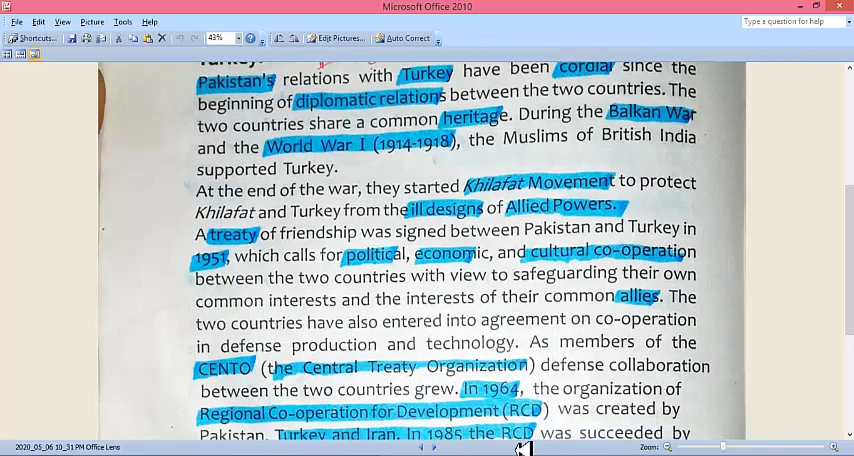 Microsoft Office 2010
File Edit View Picture Tools Help
Type a question for help
Shortcuts... 43% Edit Pictures... Auto Correct
Turkey:
Pakistan's relations with Turkey have been cordial since the
beginning of diplomatic relations between the two countries. The
two countries share a common heritage. During the Balkan War
and the World War I (1914-1918), the Muslims of British India
supported Turkey.
At the end of the war, they started Khilafat Movement to protect
Khilafat and Turkey from the ill designs of Allied Powers.
A treaty of friendship was signed between Pakistan and Turkey in
1951, which calls for political, economic, and cultural co-operation
between the two countries with view to safeguarding their own
common interests and the interests of their common allies. The
two countries have also entered into agreement on co-operation
in defense production and technology. As members of the
CENTO (the Central Treaty Organization) defense collaboration
between the two countries grew. In 1964, the organization of
Regional Co-operation for Development (RCD) was created by
Pakistan, Turkey and Iran. In 1985 the RCD was succeeded by
2020_05_06 10_31 PM Office Lens
Zoom: